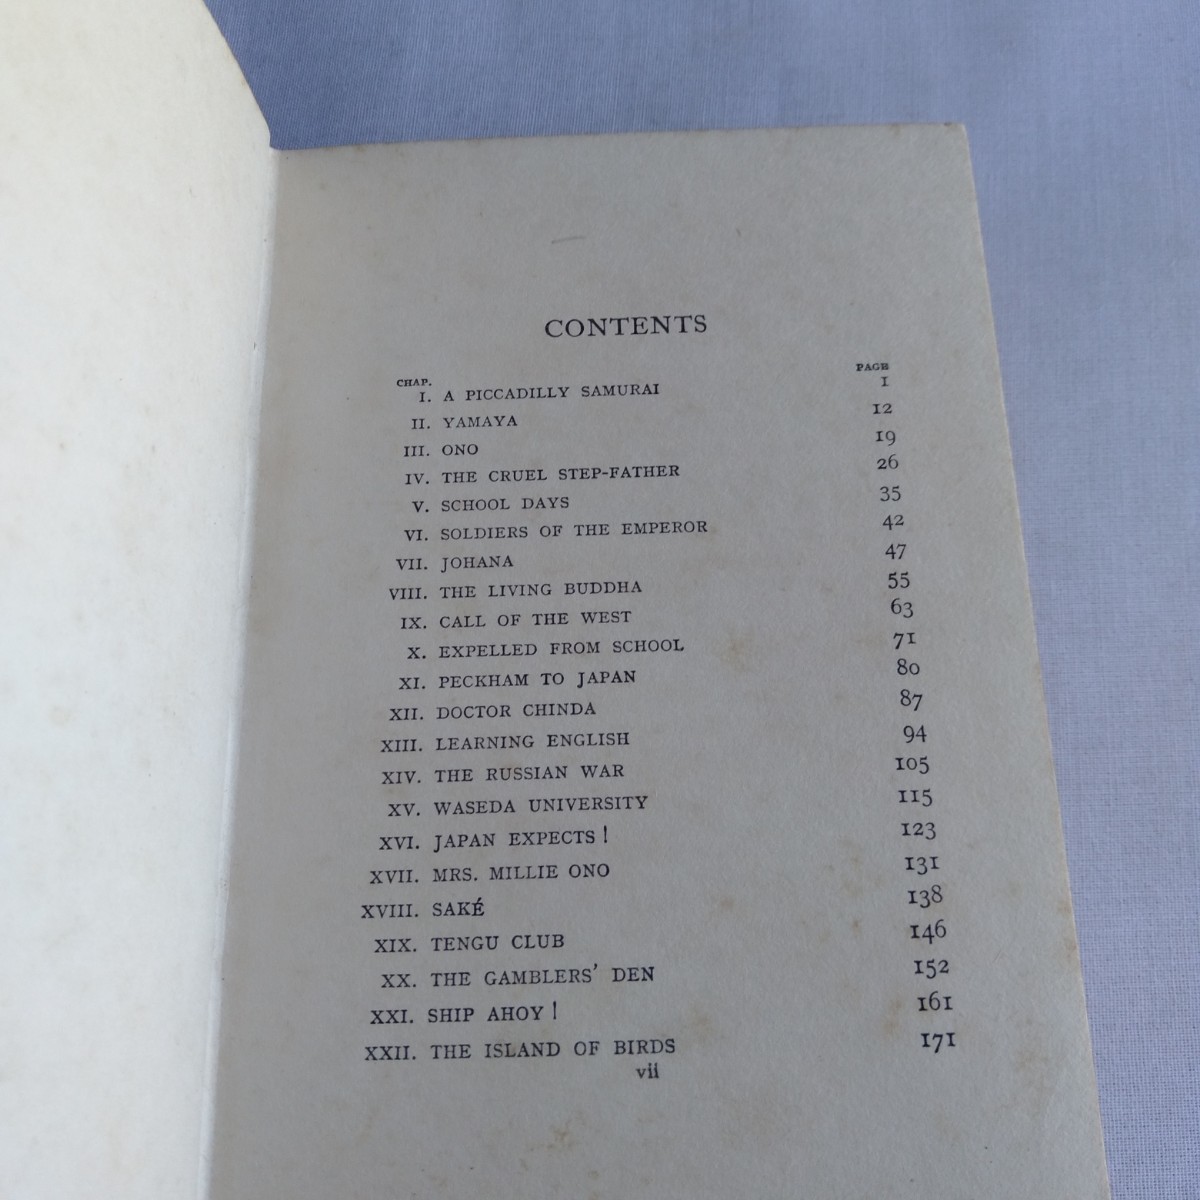 CONTENTS
CHAP. PAGE
I. A PICCADILLY SAMURAI 1
II. YAMAYA 12
III. ONO 19
IV. THE CRUEL STEP-FATHER 26
V. SCHOOL DAYS 35
VI. SOLDIERS OF THE EMPEROR 42
VII. JOHANA 47
VIII. THE LIVING BUDDHA 55
IX. CALL OF THE WEST 63
X. EXPELLED FROM SCHOOL 71
XI. PECKHAM TO JAPAN 80
XII. DOCTOR CHINDA 87
XIII. LEARNING ENGLISH 94
XIV. THE RUSSIAN WAR 105
XV. WASEDA UNIVERSITY 115
XVI. JAPAN EXPECTS! 123
XVII. MRS. MILLIE ONO 131
XVIII. SAKÉ 138
XIX. TENGU CLUB 146
XX. THE GAMBLERS' DEN 152
XXI. SHIP AHOY! 161
XXII. THE ISLAND OF BIRDS 171
vii